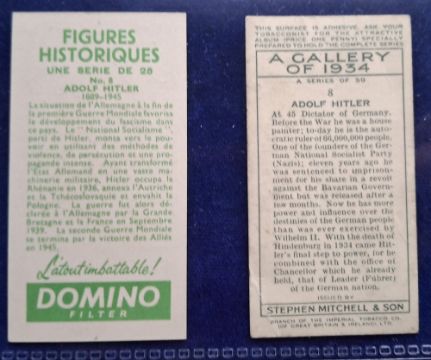 FIGURES
HISTORIQUES
UNE SERIE DE 28
No. 8
ADOLF HITLER
1889-1945
La situation de l'Allemagne à la fin de
la première Guerre Mondiale favorisa
le développement du fascisme dans
ce pays. Le "National Socialisme"
parti de Hitler, monta vers le pou-
voir en utilisant des méthodes de
violence, de persécution et une pro-
pagande intense. Ayant transformé
l'Etat Allemand en une vaste ma-
chinerie militaire, Hitler occupa la
Rhénanie en 1936, annexa l'Autriche
et la Tchécoslovaquie et envahit la
Pologne. La guerre fut alors dé-
clarée à l'Allemagne par la Grande
Bretagne et la France en Septembre
1939. La seconde Guerre Mondiale
se termina par la victoire des Alliés
en 1945.
L'atout imbattable!
DOMINO
FILTER
THIS SURFACE IS ADHESIVE. ASK YOUR
TOBACCONIST FOR THE ATTRACTIVE
ALBUM (PRICE ONE PENNY) SPECIALLY
PREPARED TO HOLD THE COMPLETE SERIES
A GALLERY
OF 1934
A SERIES OF 50
8
ADOLF HITLER
At 45 Dictator of Germany.
Before the War he was a house
painter; to-day he is the auto-
cratic ruler of 66,000,000 people.
One of the founders of the Ger-
man National Socialist Party
(Nazis); eleven years ago he
was sentenced to imprison-
ment for his share in a revolt
against the Bavarian Govern-
ment but was released after a
few months. Now he has more
power and influence over the
destinies of the German people
than was ever exercised by
Wilhelm II. With the death of
Hindenburg in 1934 came Hit-
ler's final step to power, for he
combined with the office of
Chancellor which he already
held, that of Leader (Führer)
of the German nation.
ISSUED BY
STEPHEN MITCHELL & SON
BRANCH OF THE IMPERIAL TOBACCO CO.
(OF GREAT BRITAIN & IRELAND), LTD.